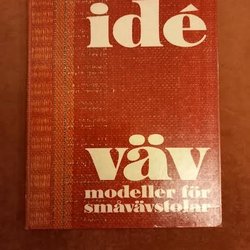 idé
väv
modeller för
småvävstolar